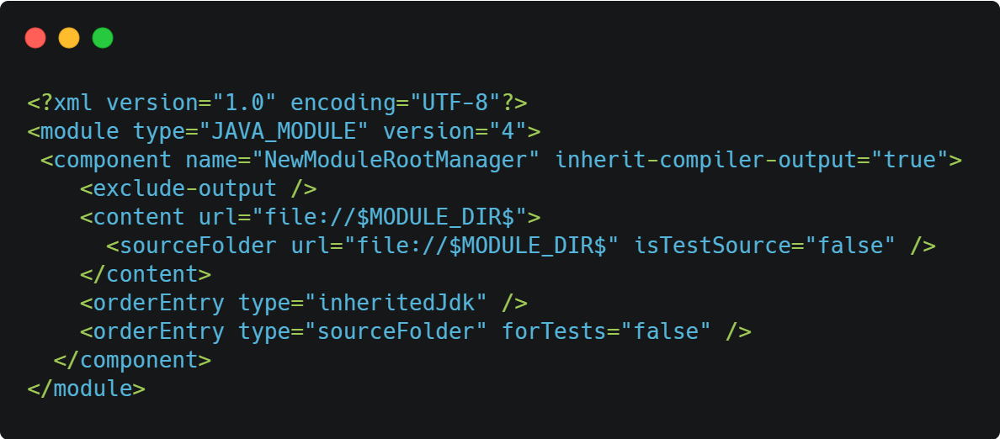 <?xml version="1.0" encoding="UTF-8"?>
<module type="JAVA_MODULE" version="4">
 <component name="NewModuleRootManager" inherit-compiler-output="true">
    <exclude-output />
    <content url="file://$MODULE_DIR$">
      <sourceFolder url="file://$MODULE_DIR$" isTestSource="false" />
    </content>
    <orderEntry type="inheritedJdk" />
    <orderEntry type="sourceFolder" forTests="false" />
  </component>
</module>